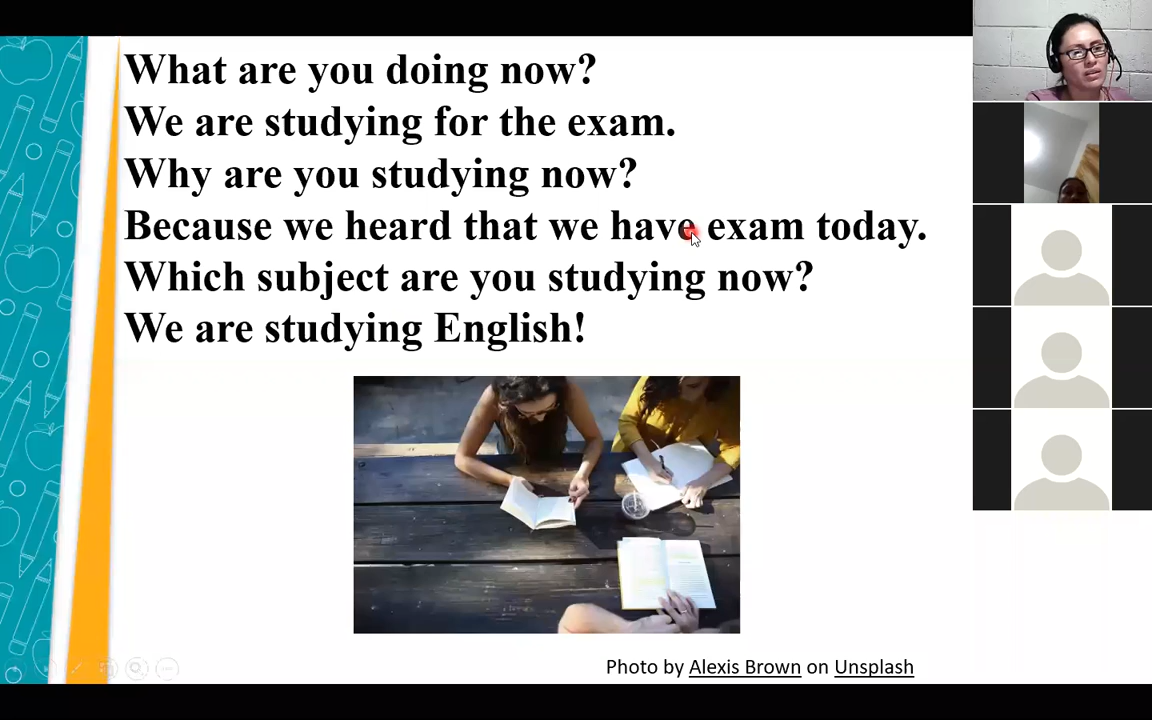 What are you doing now?
We are studying for the exam.
Why are you studying now?
Because we heard that we have exam today.
Which subject are you studying now?
We are studying English!
Photo by Alexis Brown on Unsplash